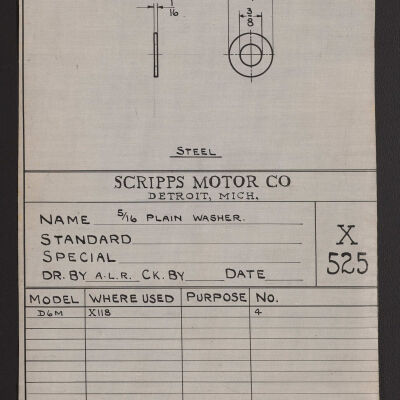 1/16
3/8
STEEL
SCRIPPS MOTOR CO
DETROIT, MICH.
NAME 5/16 PLAIN WASHER.
STANDARD
SPECIAL
DR. BY A.L.R. CK. BY DATE
X
525
MODEL WHERE USED PURPOSE NO.
D6M X118 4